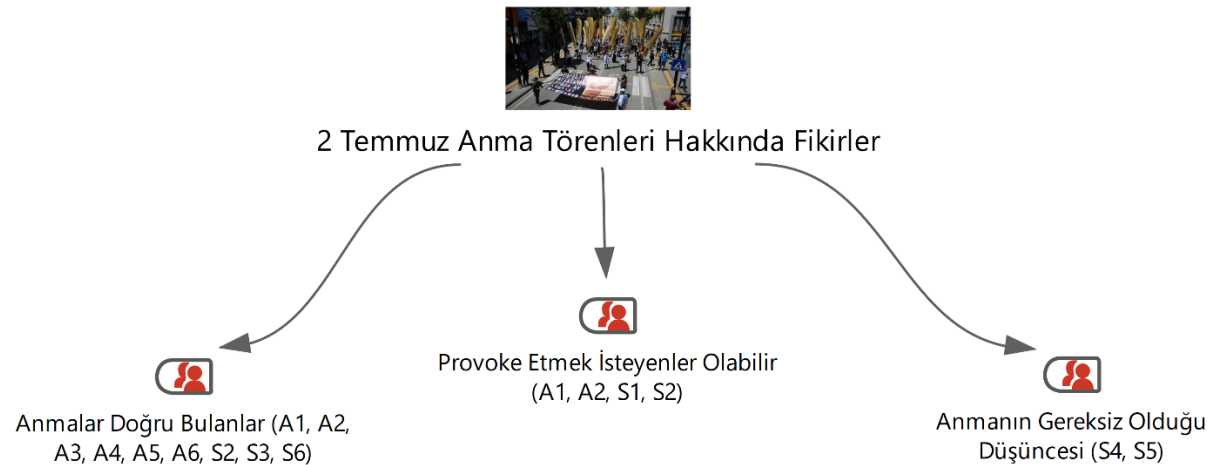 2 Temmuz Anma Törenleri Hakkında Fikirler
Provoke Etmek İsteyenler Olabilir
(A1, A2, S1, S2)
Anmalar Doğru Bulanlar (A1, A2,
A3, A4, A5, A6, S2, S3, S6)
Anmanın Gereksiz Olduğu
Düşüncesi (S4, S5)